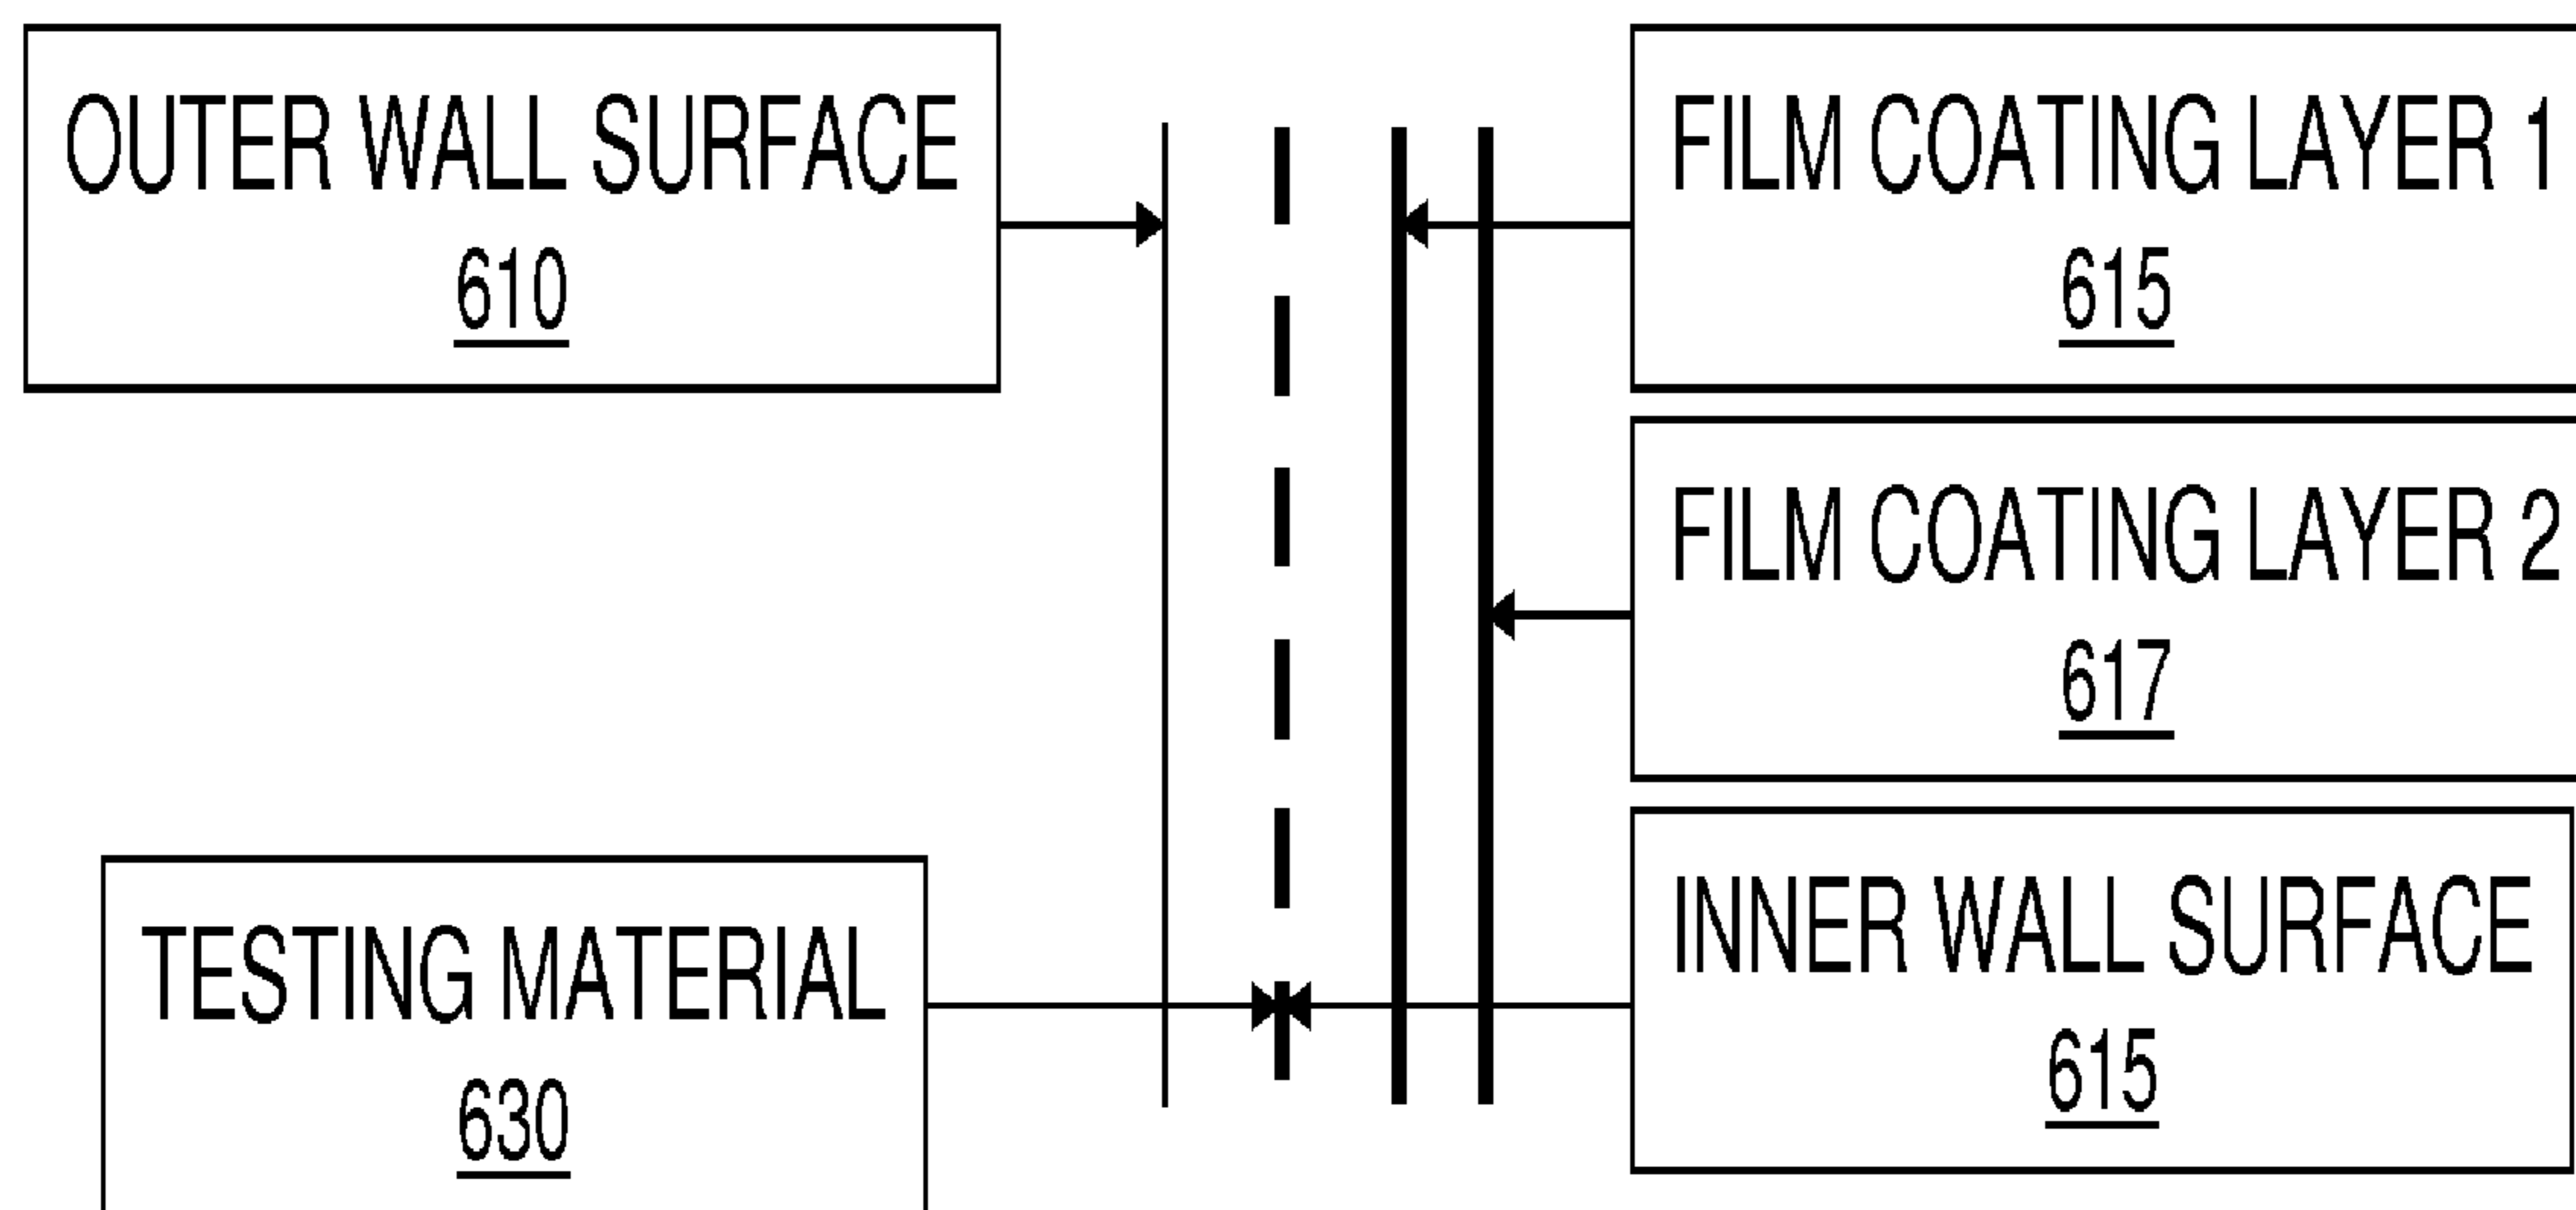 OUTER WALL SURFACE
610
FILM COATING LAYER 1
615
FILM COATING LAYER 2
617
TESTING MATERIAL
630
INNER WALL SURFACE
615